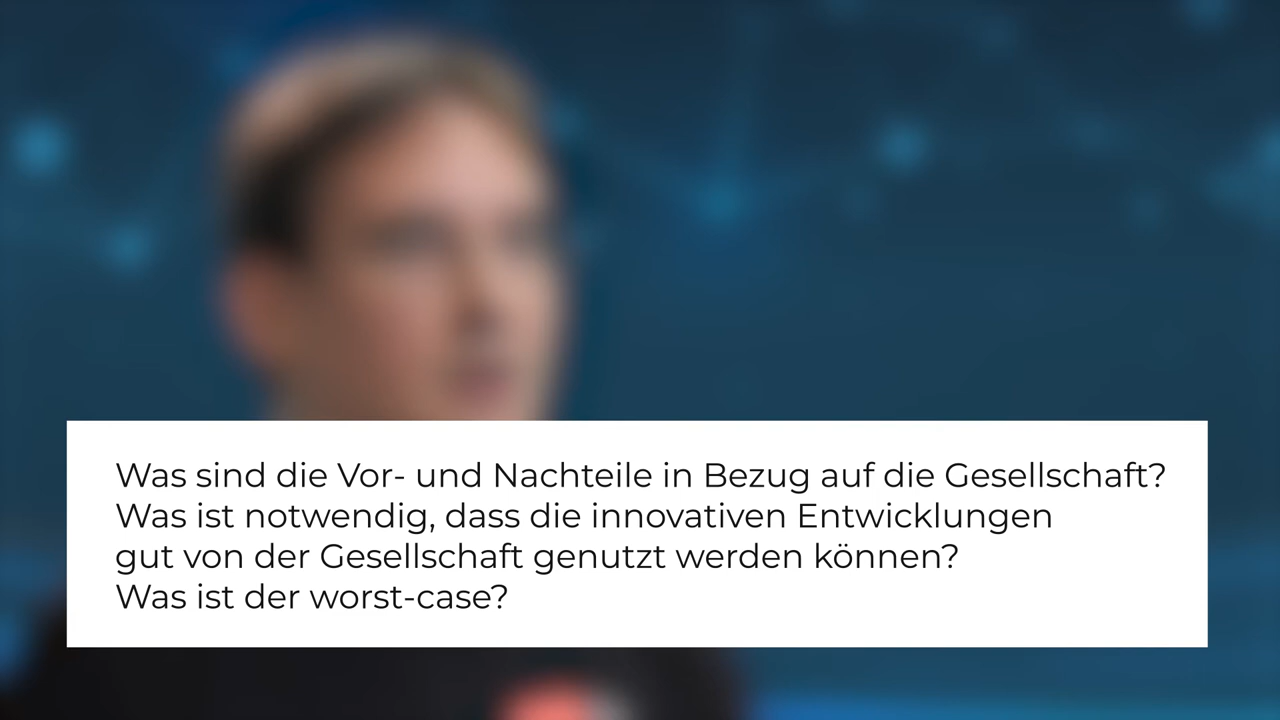 Was sind die Vor- und Nachteile in Bezug auf die Gesellschaft?
Was ist notwendig, dass die innovativen Entwicklungen
gut von der Gesellschaft genutzt werden können?
Was ist der worst-case?